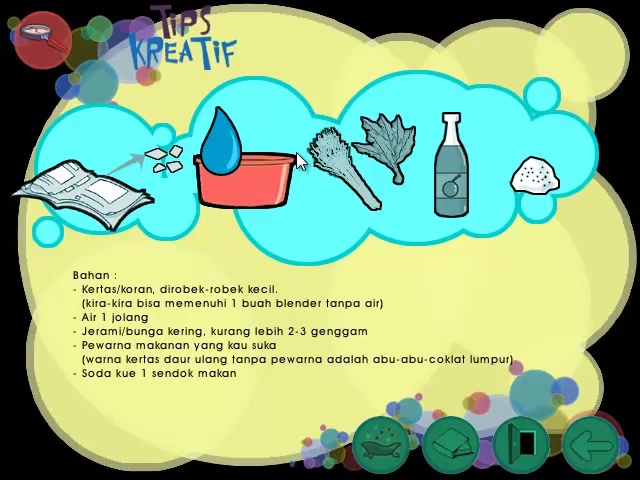 TIPS
KREATIF
Bahan :
- Kertas/koran, dirobek-robek kecil.
(kira-kira bisa memenuhi 1 buah blender tanpa air)
- Air 1 jolang
- Jerami/bunga kering, kurang lebih 2-3 genggam
- Pewarna makanan yang kau suka
(warna kertas daur ulang tanpa pewarna adalah abu-abu-coklat lumpur)
- Soda kue 1 sendok makan